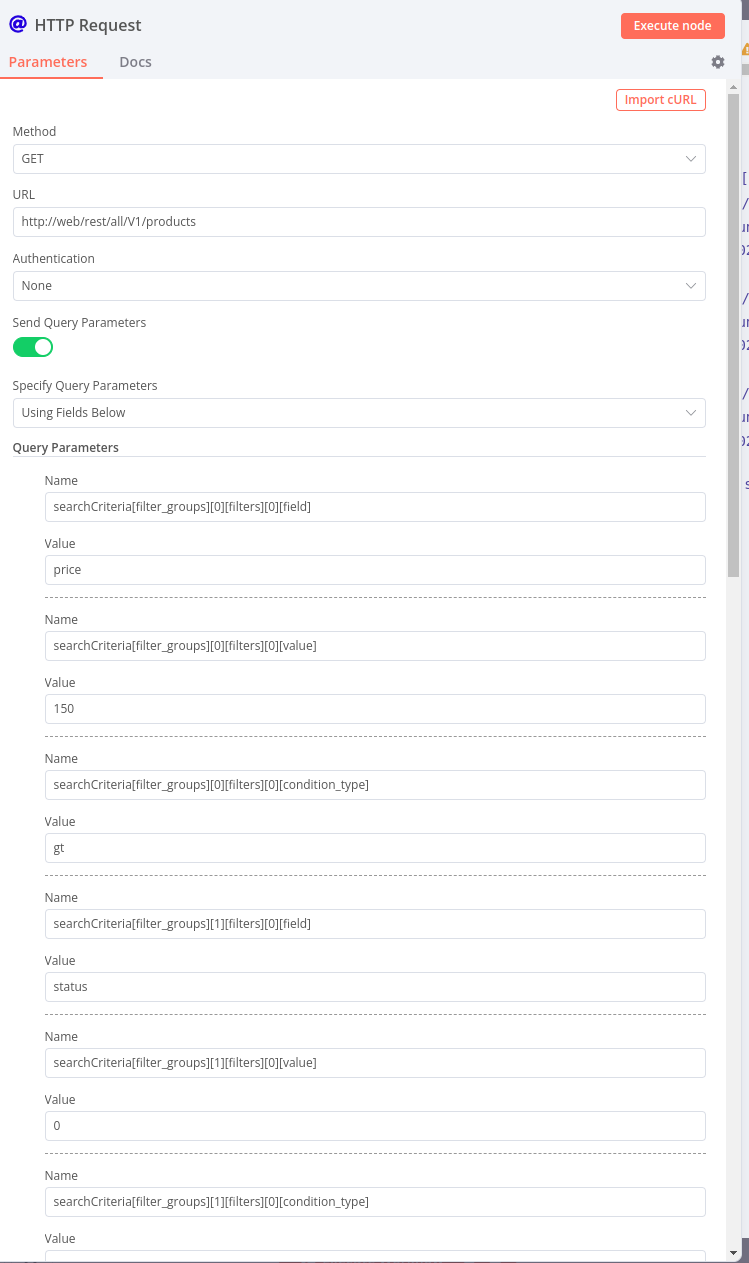 HTTP Request
Execute node
Parameters
Docs
Import cURL
Method
GET
URL
http://web/rest/all/V1/products
Authentication
None
Send Query Parameters
Specify Query Parameters
Using Fields Below
Query Parameters
Name
searchCriteria[filter_groups][0][filters][0][field]
Value
price
Name
searchCriteria[filter_groups][0][filters][0][value]
Value
150
Name
searchCriteria[filter_groups][0][filters][0][condition_type]
Value
gt
Name
searchCriteria[filter_groups][1][filters][0][field]
Value
status
Name
searchCriteria[filter_groups][1][filters][0][value]
Value
0
Name
searchCriteria[filter_groups][1][filters][0][condition_type]
Value